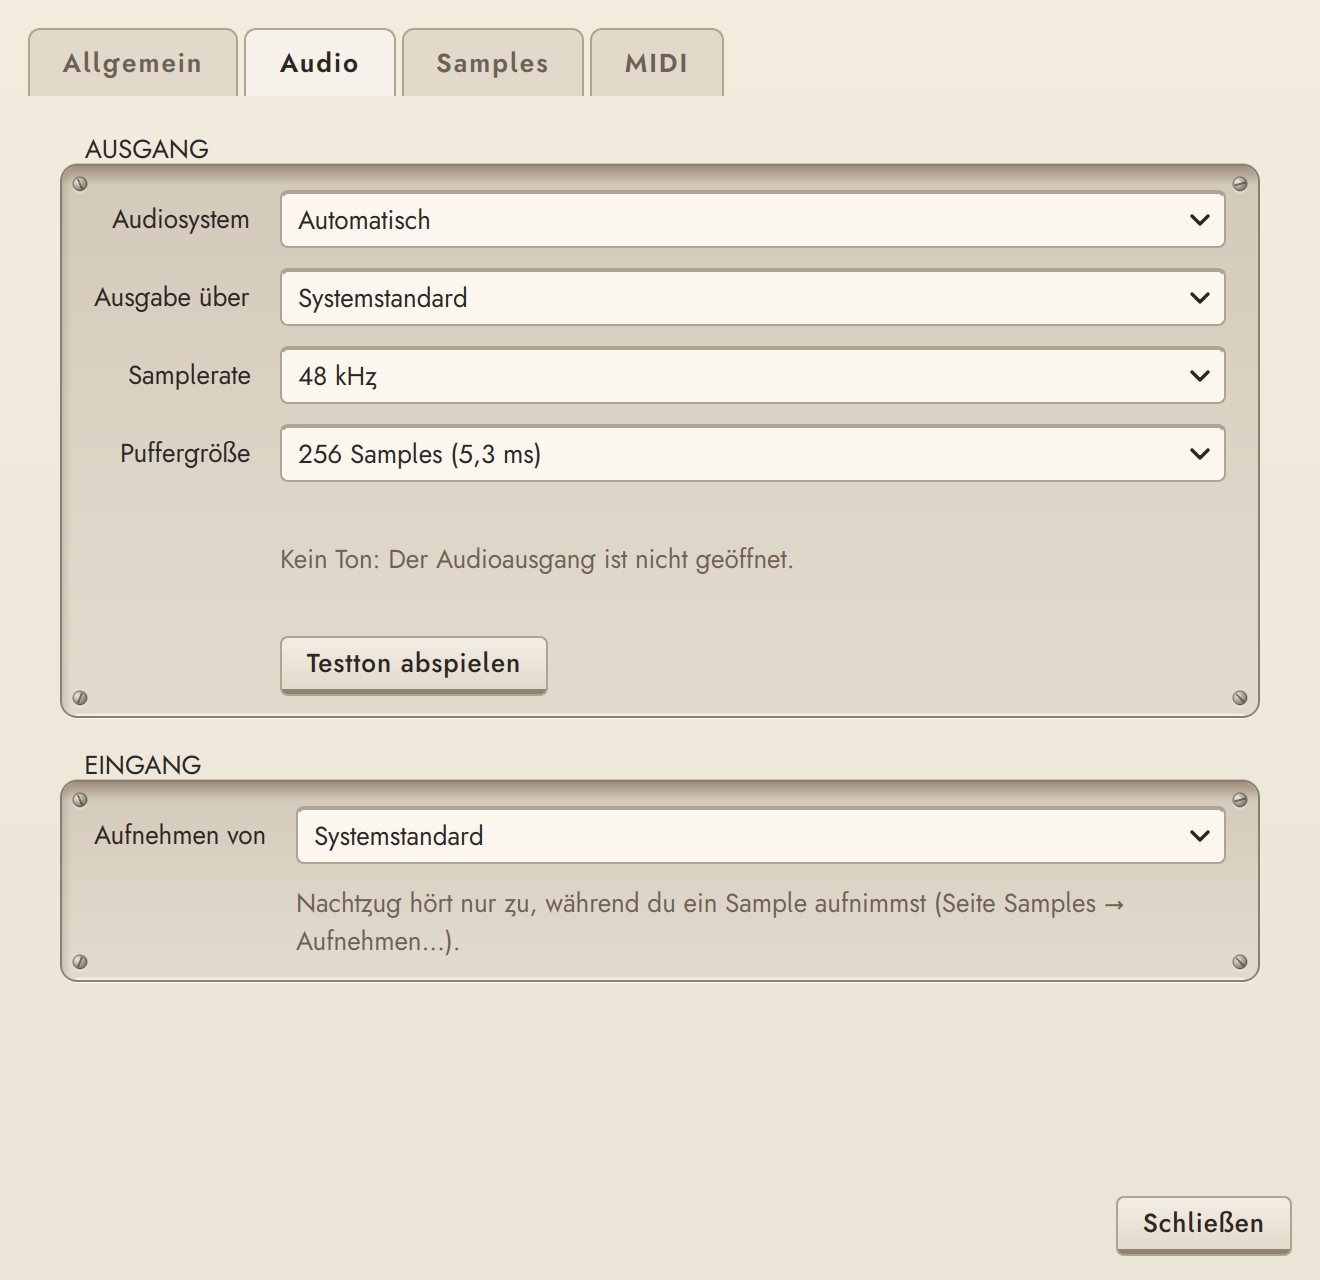 Allgemein
Audio
Samples
MIDI
AUSGANG
Audiosystem
Automatisch
Ausgabe über
Systemstandard
Samplerate
48 kHz
Puffergröße
256 Samples (5,3 ms)
Kein Ton: Der Audioausgang ist nicht geöffnet.
Testton abspielen
EINGANG
Aufnehmen von
Systemstandard
Nachtzug hört nur zu, während du ein Sample aufnimmst (Seite Samples →
Aufnehmen…).
Schließen